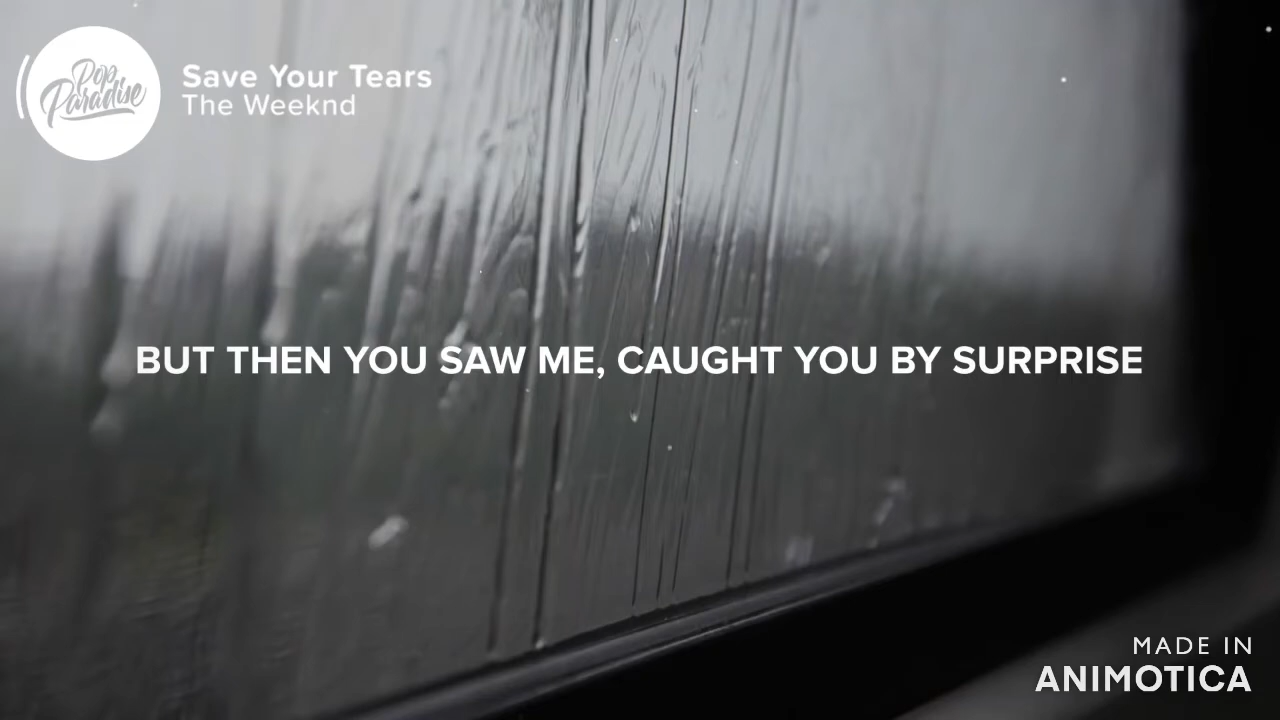 Pop
Paradise
Save Your Tears
The Weeknd
BUT THEN YOU SAW ME, CAUGHT YOU BY SURPRISE
MADE IN
ANIMOTICA